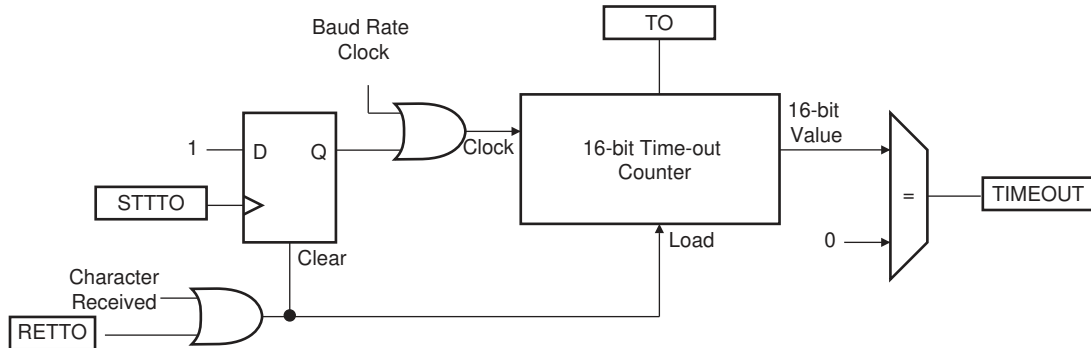 TO
Baud Rate
Clock
16-bit
Value
1
D
Q
Clock
16-bit Time-out
Counter
STTTO
=
TIMEOUT
0
Clear
Load
Character
Received
RETTO